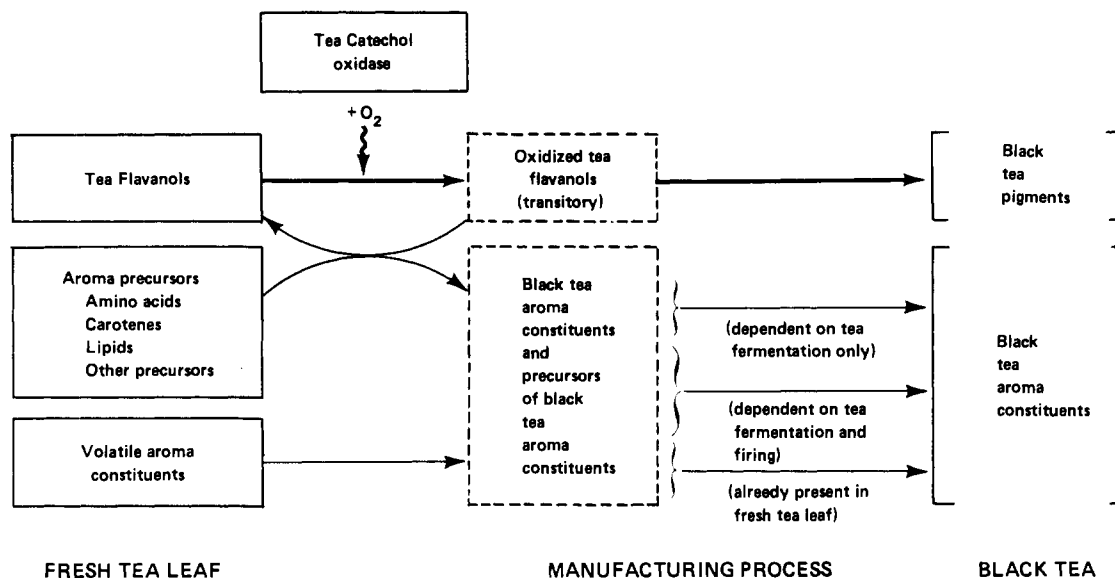 Tea Catechol
oxidase
+O2
Tea Flavanols
Oxidized tea
flavanols
(transitory)
Black
tea
pigments
Aroma precursors
Amino acids
Carotenes
Lipids
Other precursors
Black tea
aroma
constituents
and
precursors
of black
tea
aroma
constituents
(dependent on tea
fermentation only)
(dependent on tea
fermentation and
firing)
(already present in
fresh tea leaf)
Black
tea
aroma
constituents
Volatile aroma
constituents
FRESH TEA LEAF
MANUFACTURING PROCESS
BLACK TEA